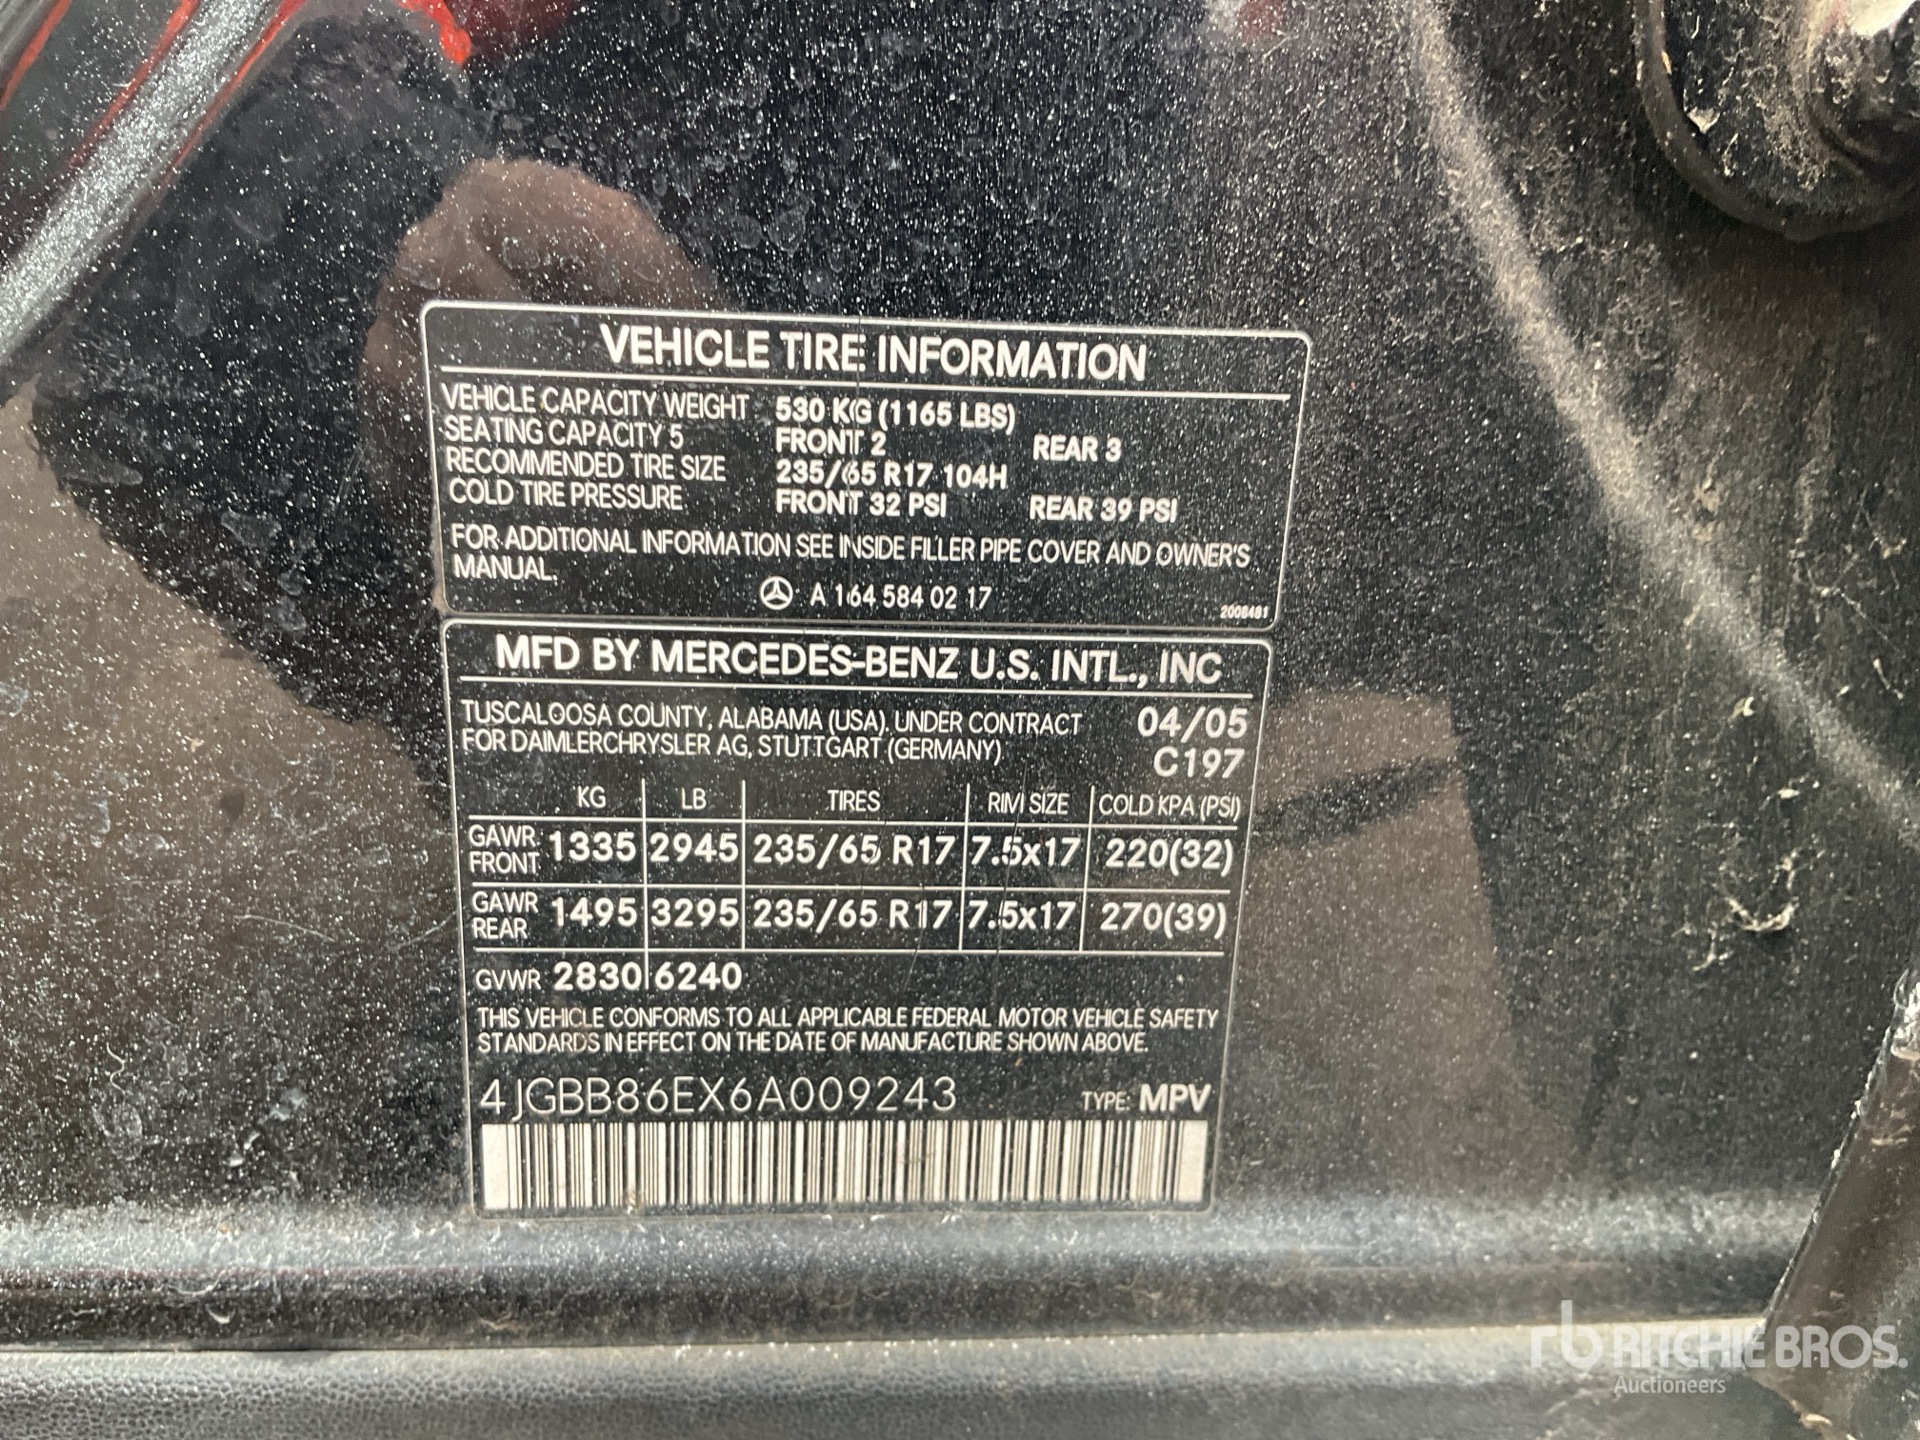 VEHICLE TIRE INFORMATION
VEHICLE CAPACITY WEIGHT 530 KG (1165 LBS)
SEATING CAPACITY 5 FRONT 2 REAR 3
RECOMMENDED TIRE SIZE 235/65 R17 104H
COLD TIRE PRESSURE FRONT 32 PSI REAR 39 PSI
FOR ADDITIONAL INFORMATION SEE INSIDE FILLER PIPE COVER AND OWNER'S
MANUAL.
A 164 584 02 17 2008481
MFD BY MERCEDES-BENZ U.S. INTL., INC
TUSCALOOSA COUNTY, ALABAMA (USA). UNDER CONTRACT 04/05
FOR DAIMLERCHRYSLER AG, STUTTGART (GERMANY) C197
KG LB TIRES RIM SIZE COLD KPA (PSI)
GAWR FRONT 1335 2945 235/65 R17 7.5x17 220(32)
GAWR REAR 1495 3295 235/65 R17 7.5x17 270(39)
GVWR 2830 6240
THIS VEHICLE CONFORMS TO ALL APPLICABLE FEDERAL MOTOR VEHICLE SAFETY
STANDARDS IN EFFECT ON THE DATE OF MANUFACTURE SHOWN ABOVE.
4JGBB86EX6A009243 TYPE: MPV
rb RITCHIE BROS.
Auctioneers